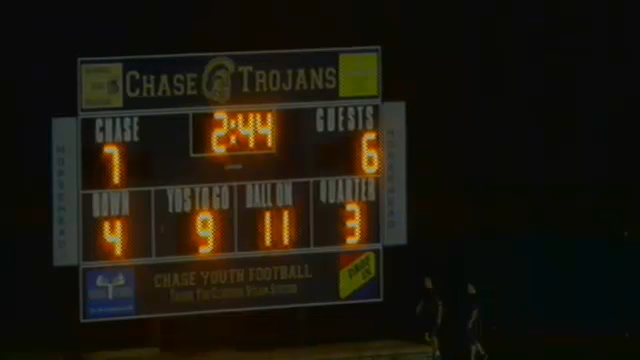 CHASE TROJANS
CHASE 2:44 GUESTS
7 6
DOWN YDS TO GO BALL ON QUARTER
4 9 11 3
CHASE YOUTH FOOTBALL